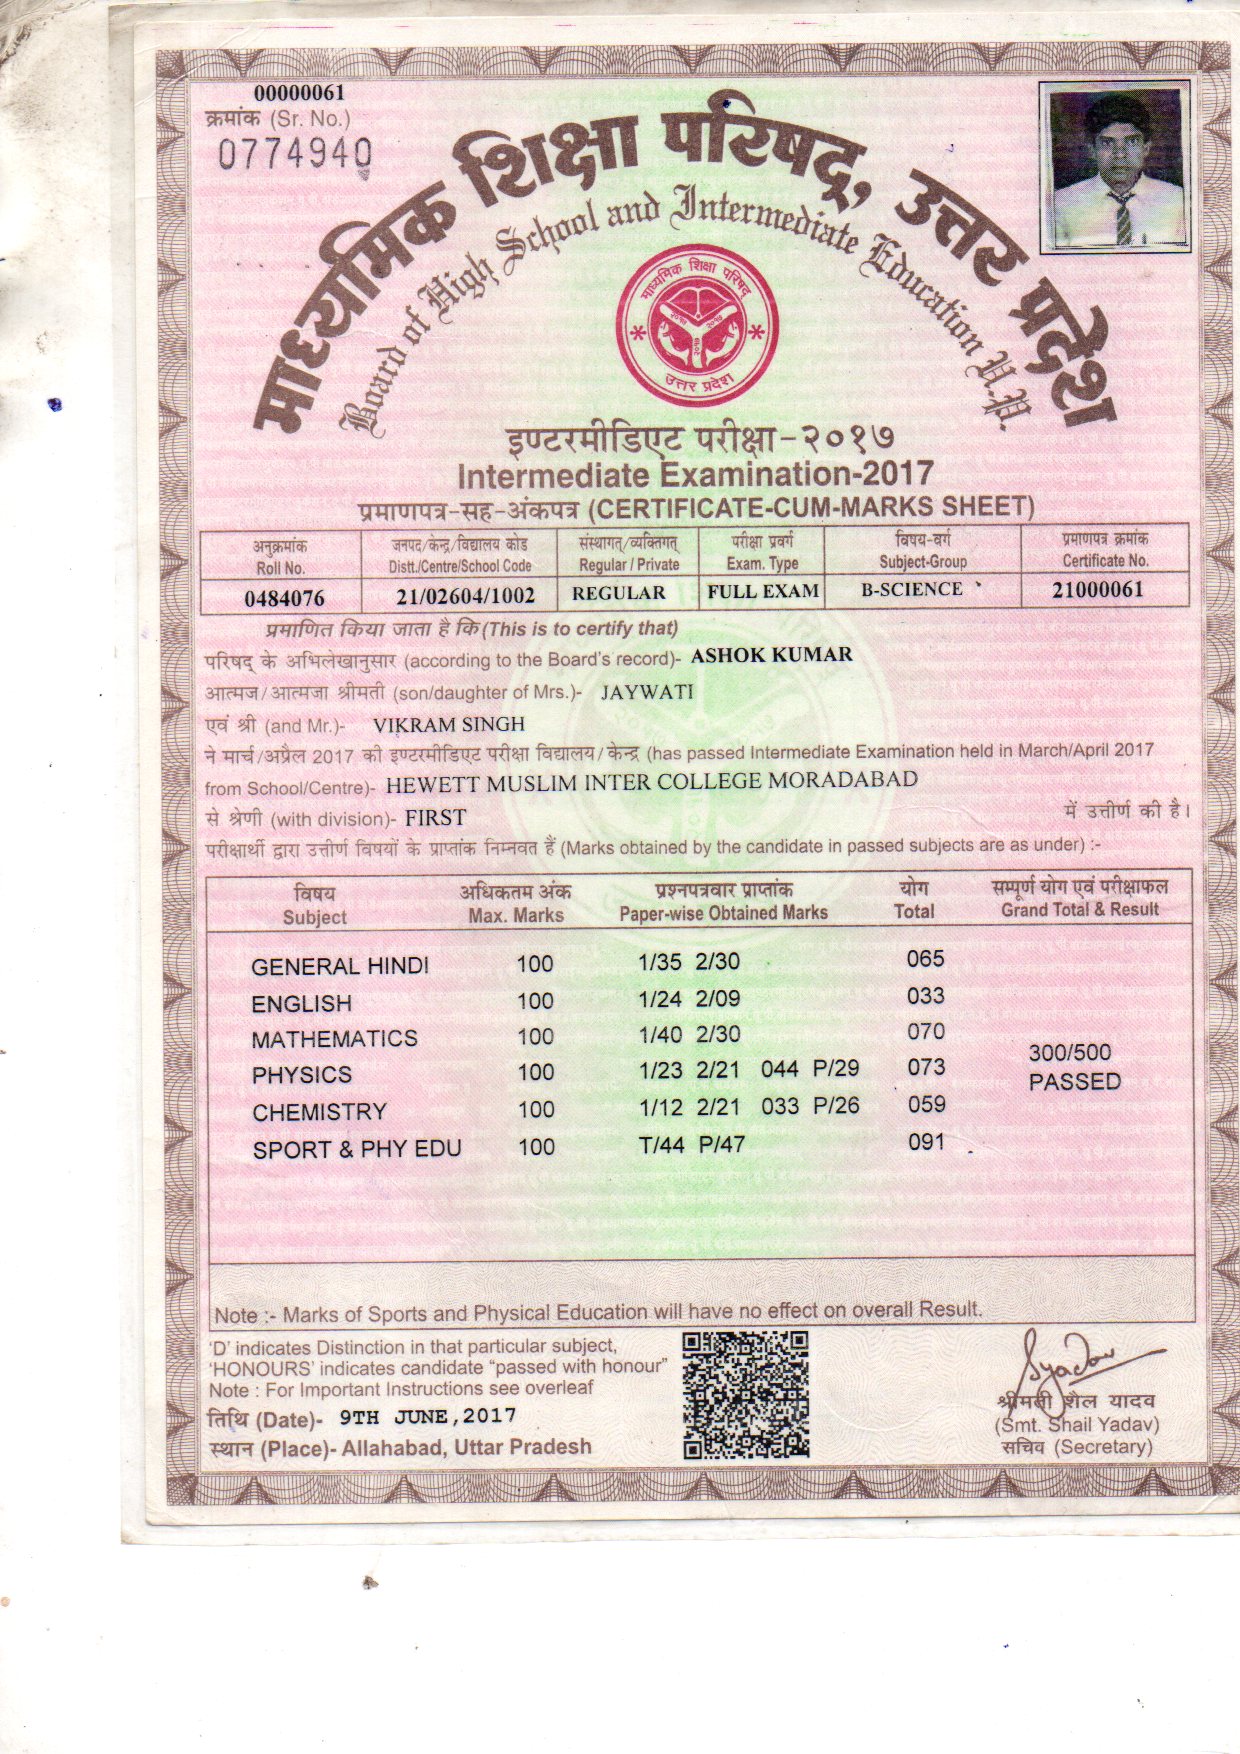 00000061
क्रमांक (Sr. No.)
0774940
माध्यमिक शिक्षा परिषद्, उत्तर प्रदेश
Board of High School and Intermediate Education U.P.
माध्यमिक शिक्षा परिषद्
उत्तर प्रदेश
इण्टरमीडिएट परीक्षा-२०१७
Intermediate Examination-2017
प्रमाणपत्र-सह-अंकपत्र (CERTIFICATE-CUM-MARKS SHEET)
अनुक्रमांक जनपद/केन्द्र/विद्यालय कोड संस्थागत्/व्यक्तिगत् परीक्षा प्रवर्ग विषय-वर्ग प्रमाणपत्र क्रमांक
Roll No. Distt./Centre/School Code Regular / Private Exam. Type Subject-Group Certificate No.
0484076 21/02604/1002 REGULAR FULL EXAM B-SCIENCE 21000061
प्रमाणित किया जाता है कि (This is to certify that)
परिषद् के अभिलेखानुसार (according to the Board's record)- ASHOK KUMAR
आत्मज/आत्मजा श्रीमती (son/daughter of Mrs.)- JAYWATI
एवं श्री (and Mr.)- VIKRAM SINGH
ने मार्च/अप्रैल 2017 की इण्टरमीडिएट परीक्षा विद्यालय/केन्द्र (has passed Intermediate Examination held in March/April 2017
from School/Centre)- HEWETT MUSLIM INTER COLLEGE MORADABAD
से श्रेणी (with division)- FIRST में उत्तीर्ण की है।
परीक्षार्थी द्वारा उत्तीर्ण विषयों के प्राप्तांक निम्नवत हैं (Marks obtained by the candidate in passed subjects are as under) :-
विषय अधिकतम अंक प्रश्नपत्रवार प्राप्तांक योग सम्पूर्ण योग एवं परीक्षाफल
Subject Max. Marks Paper-wise Obtained Marks Total Grand Total & Result
GENERAL HINDI 100 1/35 2/30 065
ENGLISH 100 1/24 2/09 033
MATHEMATICS 100 1/40 2/30 070
300/500
PHYSICS 100 1/23 2/21 044 P/29 073
PASSED
CHEMISTRY 100 1/12 2/21 033 P/26 059
SPORT & PHY EDU 100 T/44 P/47 091
Note :- Marks of Sports and Physical Education will have no effect on overall Result.
'D' indicates Distinction in that particular subject,
'HONOURS' indicates candidate "passed with honour"
Note : For Important Instructions see overleaf
तिथि (Date)- 9TH JUNE,2017
स्थान (Place)- Allahabad, Uttar Pradesh
Syadav
श्रीमती शैल यादव
(Smt. Shail Yadav)
सचिव (Secretary)